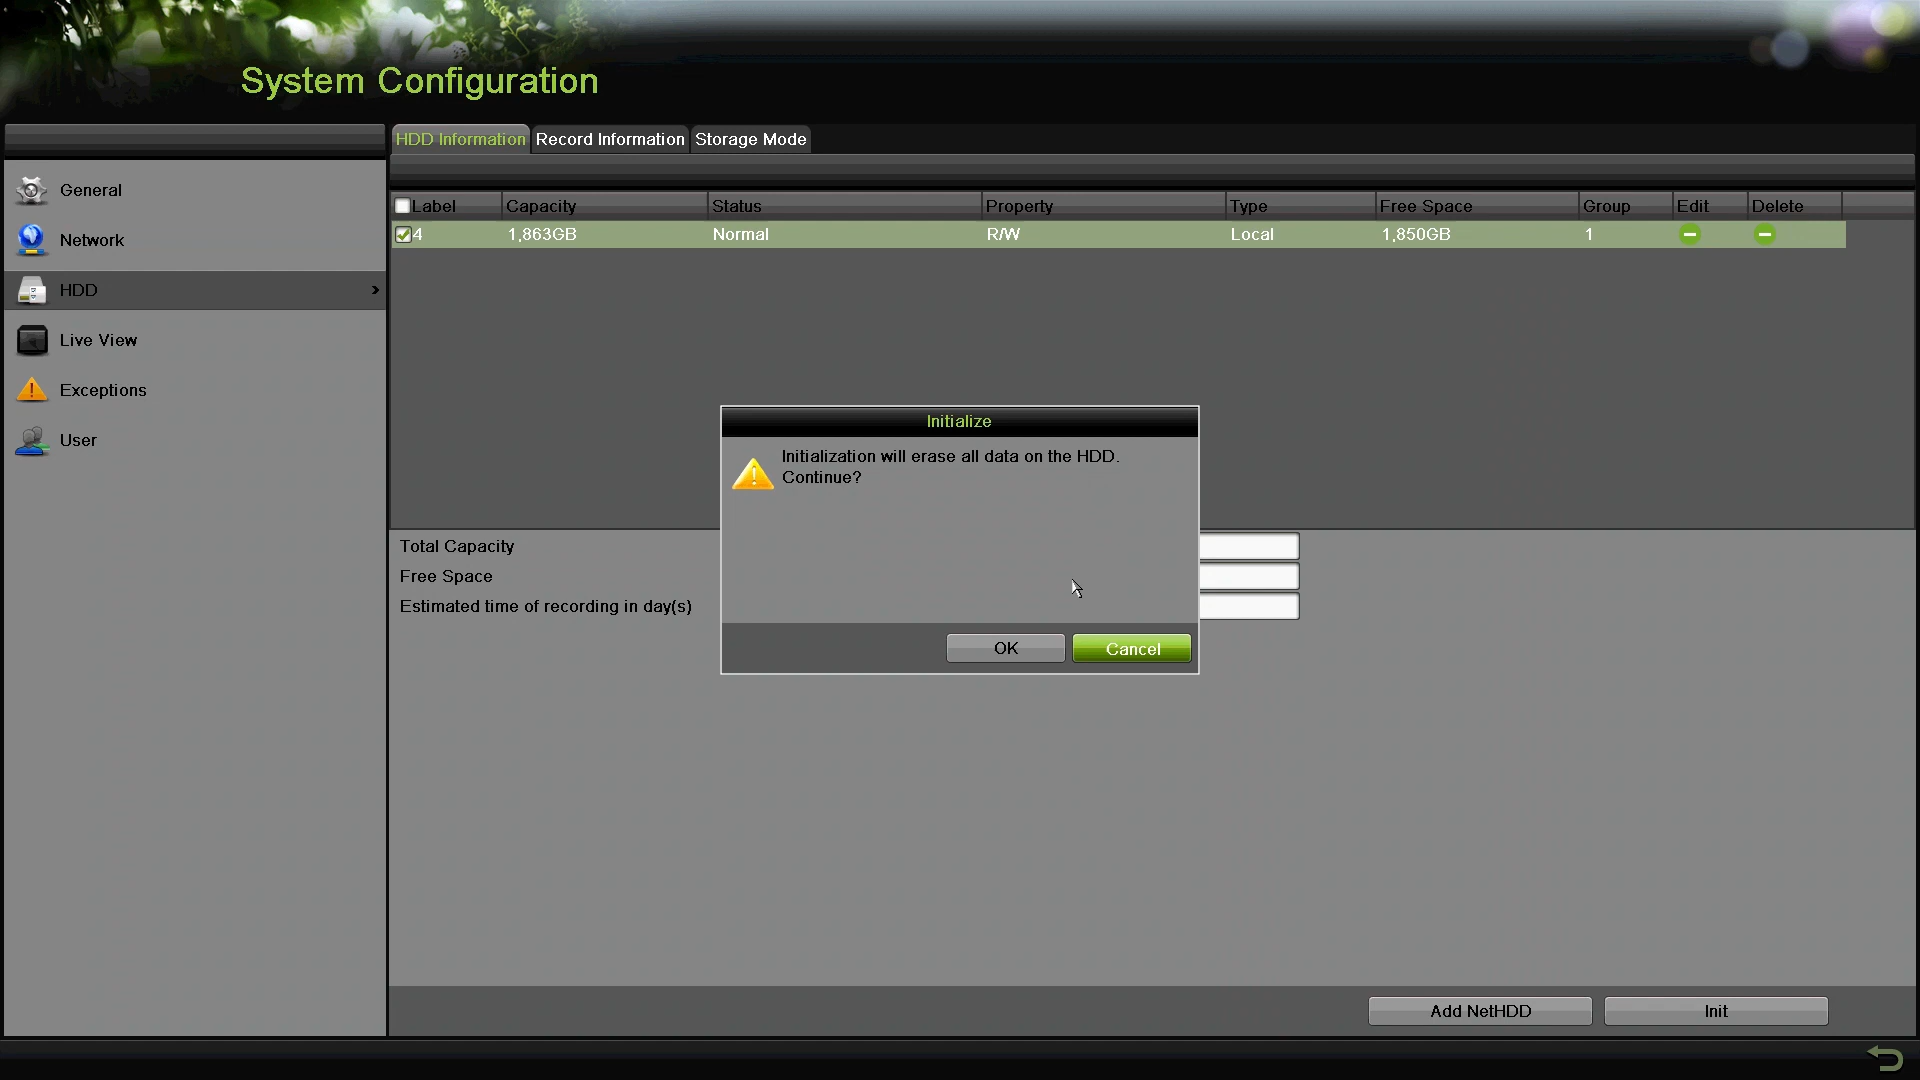 System Configuration
HDD Information Record Information Storage Mode
General
Network
HDD
Live View
Exceptions
User
Label Capacity Status Property Type Free Space Group Edit Delete
4 1,863GB Normal R/W Local 1,850GB 1
Initialize
Initialization will erase all data on the HDD.
Continue?
OK Cancel
Total Capacity
Free Space
Estimated time of recording in day(s)
Add NetHDD Init